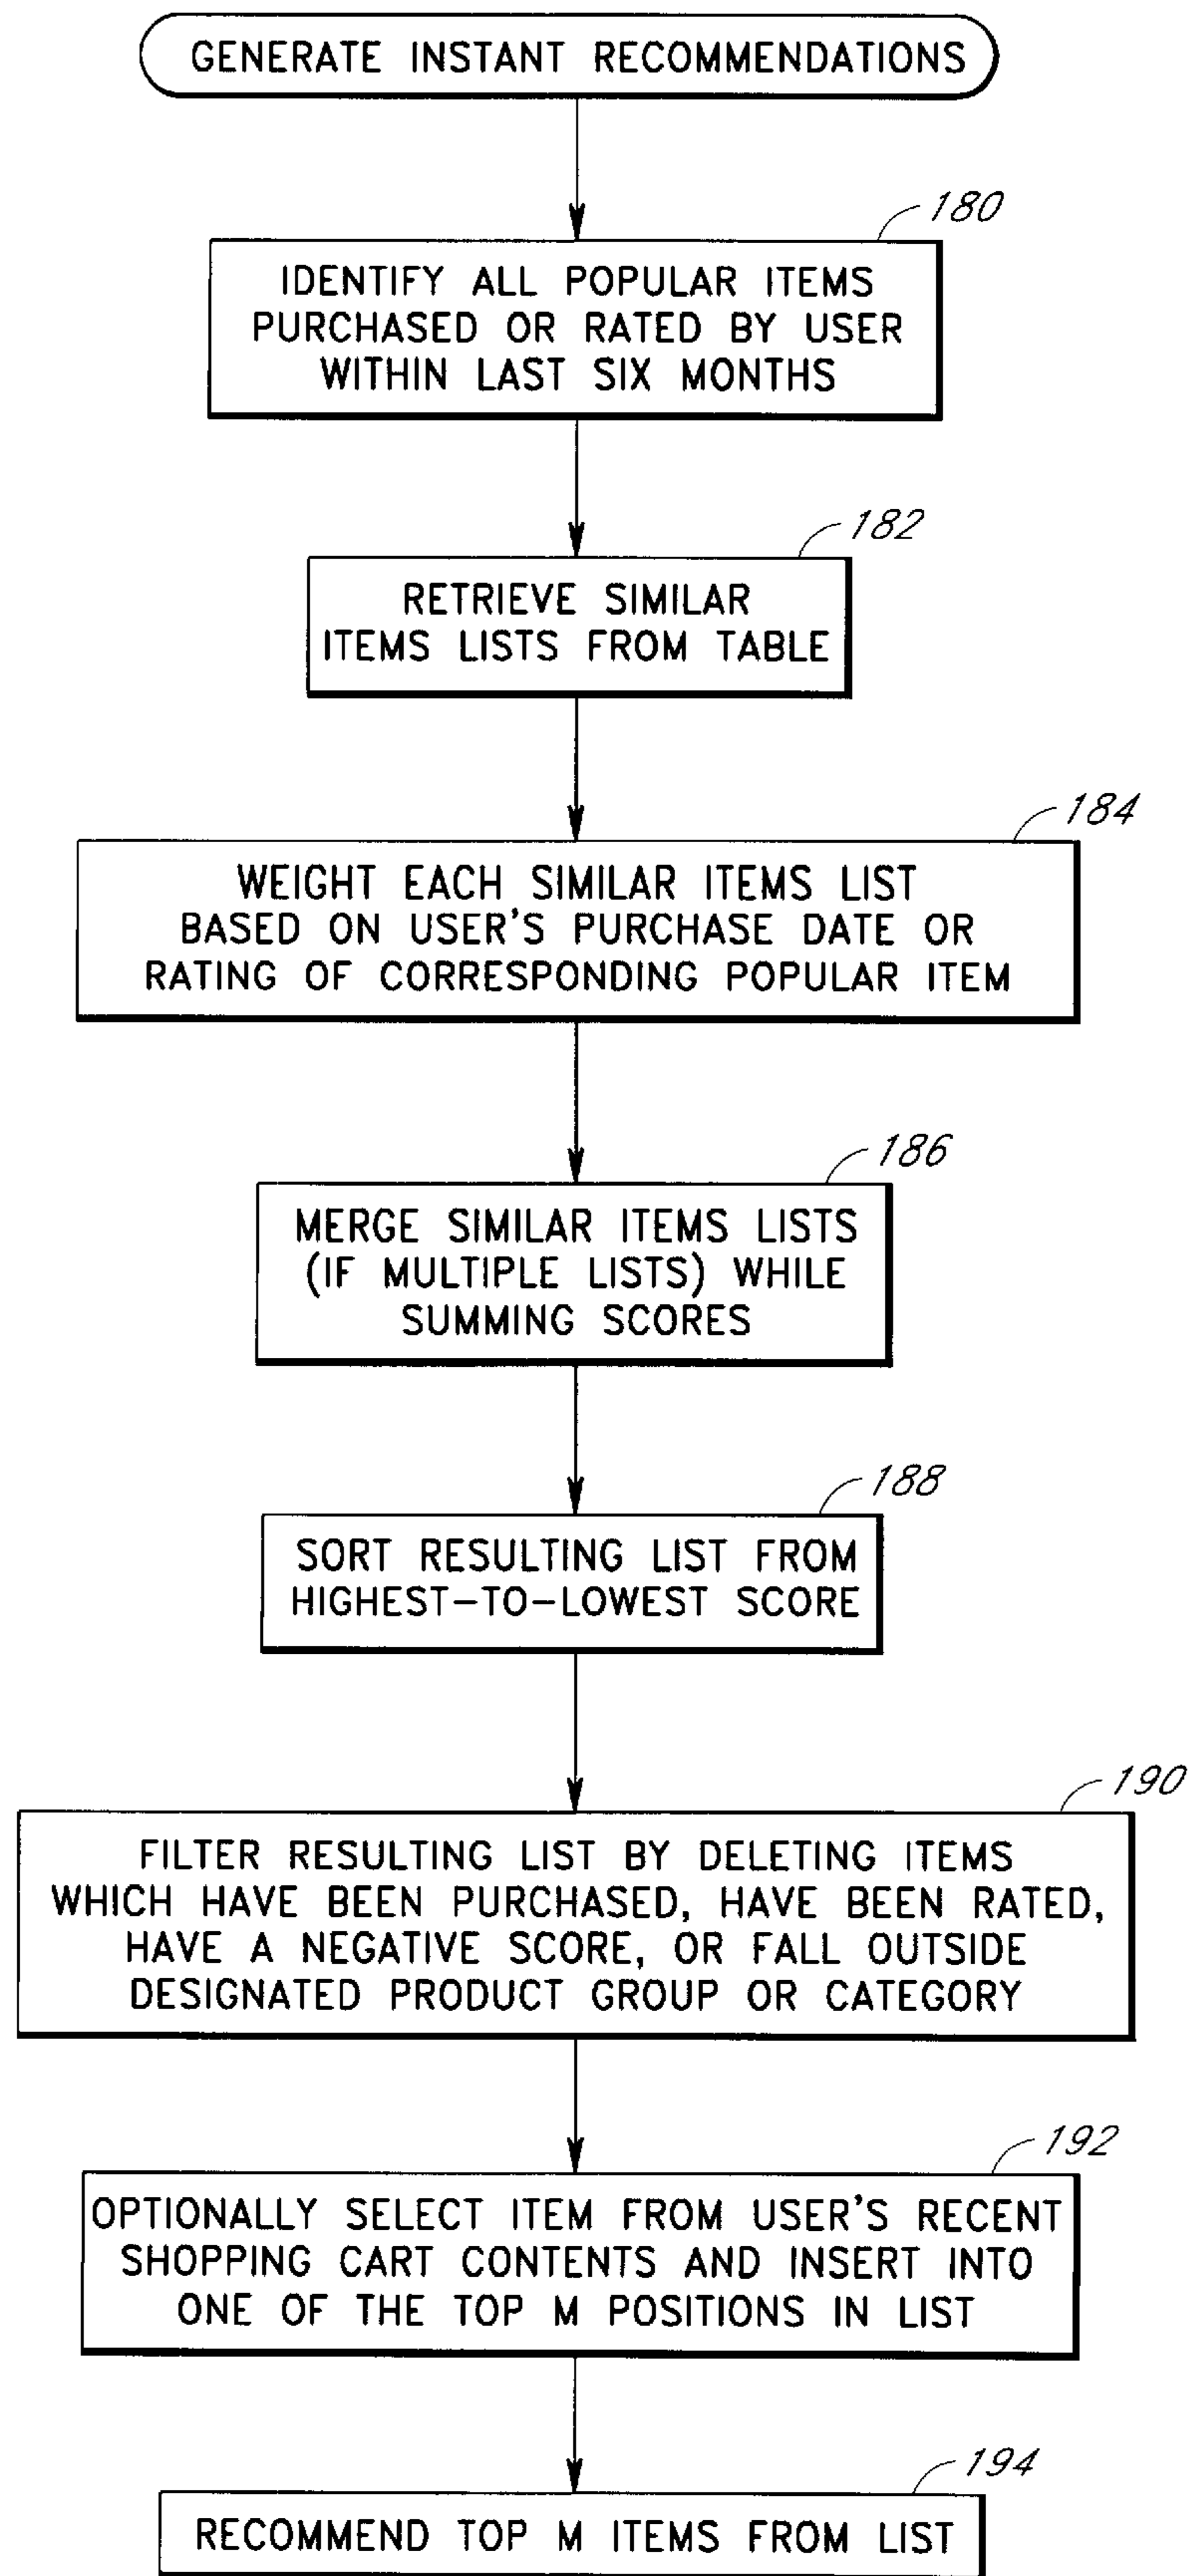 GENERATE INSTANT RECOMMENDATIONS
180
IDENTIFY ALL POPULAR ITEMS
PURCHASED OR RATED BY USER
WITHIN LAST SIX MONTHS
182
RETRIEVE SIMILAR
ITEMS LISTS FROM TABLE
184
WEIGHT EACH SIMILAR ITEMS LIST
BASED ON USER'S PURCHASE DATE OR
RATING OF CORRESPONDING POPULAR ITEM
186
MERGE SIMILAR ITEMS LISTS
(IF MULTIPLE LISTS) WHILE
SUMMING SCORES
188
SORT RESULTING LIST FROM
HIGHEST-TO-LOWEST SCORE
190
FILTER RESULTING LIST BY DELETING ITEMS
WHICH HAVE BEEN PURCHASED, HAVE BEEN RATED,
HAVE A NEGATIVE SCORE, OR FALL OUTSIDE
DESIGNATED PRODUCT GROUP OR CATEGORY
192
OPTIONALLY SELECT ITEM FROM USER'S RECENT
SHOPPING CART CONTENTS AND INSERT INTO
ONE OF THE TOP M POSITIONS IN LIST
194
RECOMMEND TOP M ITEMS FROM LIST